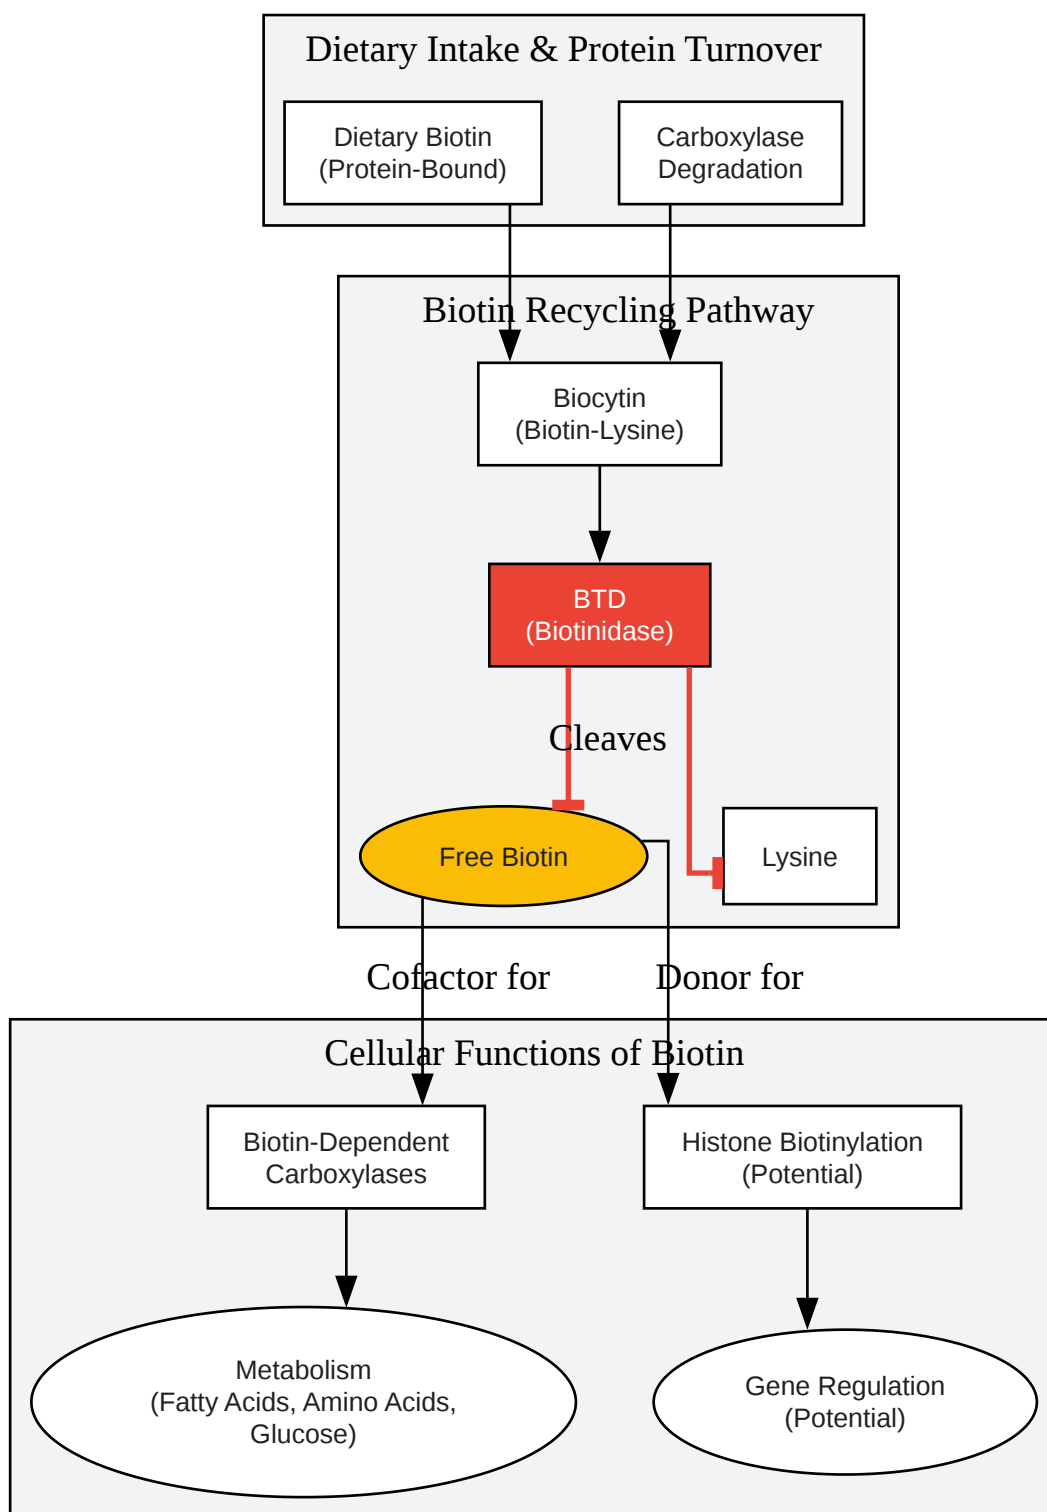 Dietary Intake & Protein Turnover
Dietary Biotin
(Protein-Bound)
Carboxylase
Degradation
Biotin Recycling Pathway
Biocytin
(Biotin-Lysine)
BTD
(Biotinidase)
Cleaves
Free Biotin
Lysine
Cofactor for
Donor for
Cellular Functions of Biotin
Biotin-Dependent
Carboxylases
Histone Biotinylation
(Potential)
Metabolism
(Fatty Acids, Amino Acids,
Glucose)
Gene Regulation
(Potential)